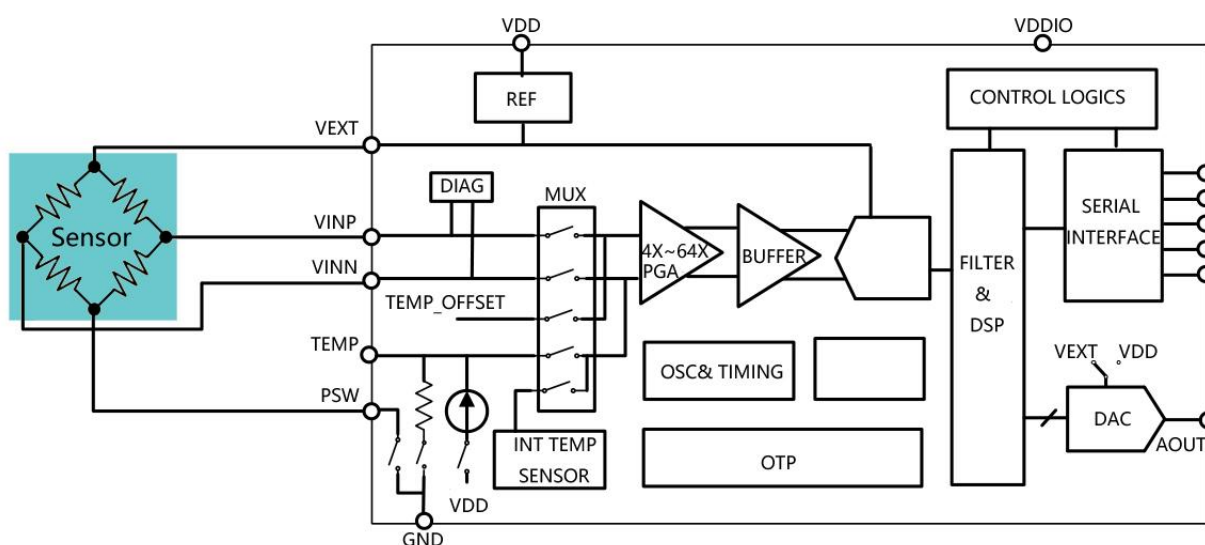 VDD
VDDIO
REF
CONTROL LOGICS
VEXT
DIAG
MUX
VINP
Sensor
4X~64X
PGA
BUFFER
SERIAL
INTERFACE
VINN
FILTER
&
DSP
TEMP_OFFSET
TEMP
OSC& TIMING
VEXT
VDD
PSW
DAC
INT TEMP
SENSOR
OTP
AOUT
VDD
GND